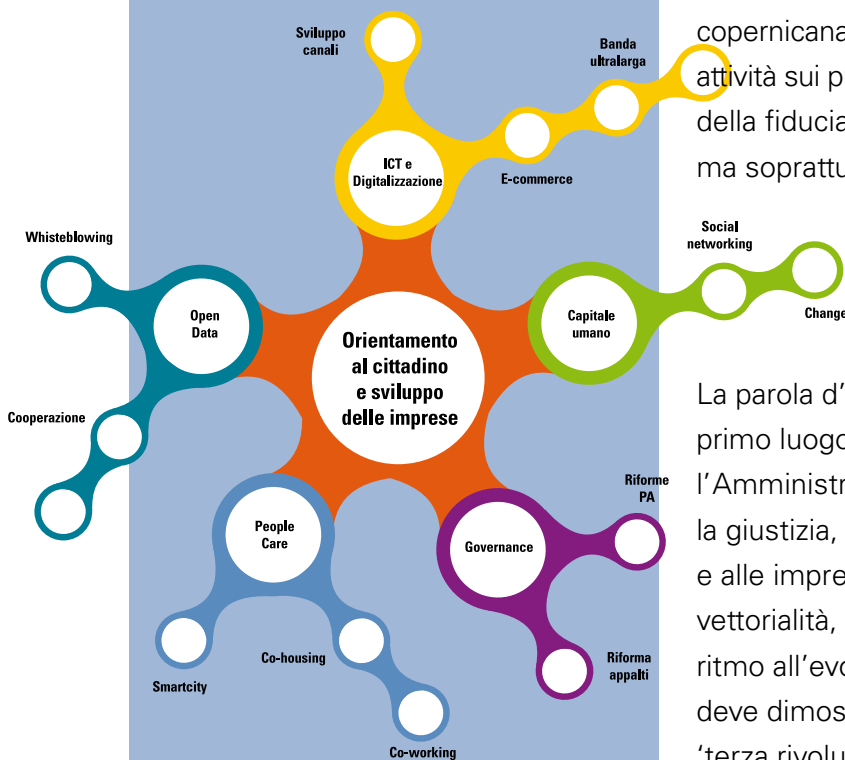 Sviluppo
canali
Banda
ultralarga
ICT e
Digitalizzazione
E-commerce
Whisteblowing
Open
Data
Cooperazione
Social
networking
Capitale
umano
Change
Orientamento
al cittadino
e sviluppo
delle imprese
People
Care
Smartcity
Co-housing
Co-working
Governance
Riforme
PA
Riforma
appalti
copernicana
attività sui p
della fiducia
ma soprattu
La parola d’
primo luogo
l’Amministr
la giustizia,
e alle impre
vettorialità,
ritmo all’evo
deve dimos
‘terza rivolu